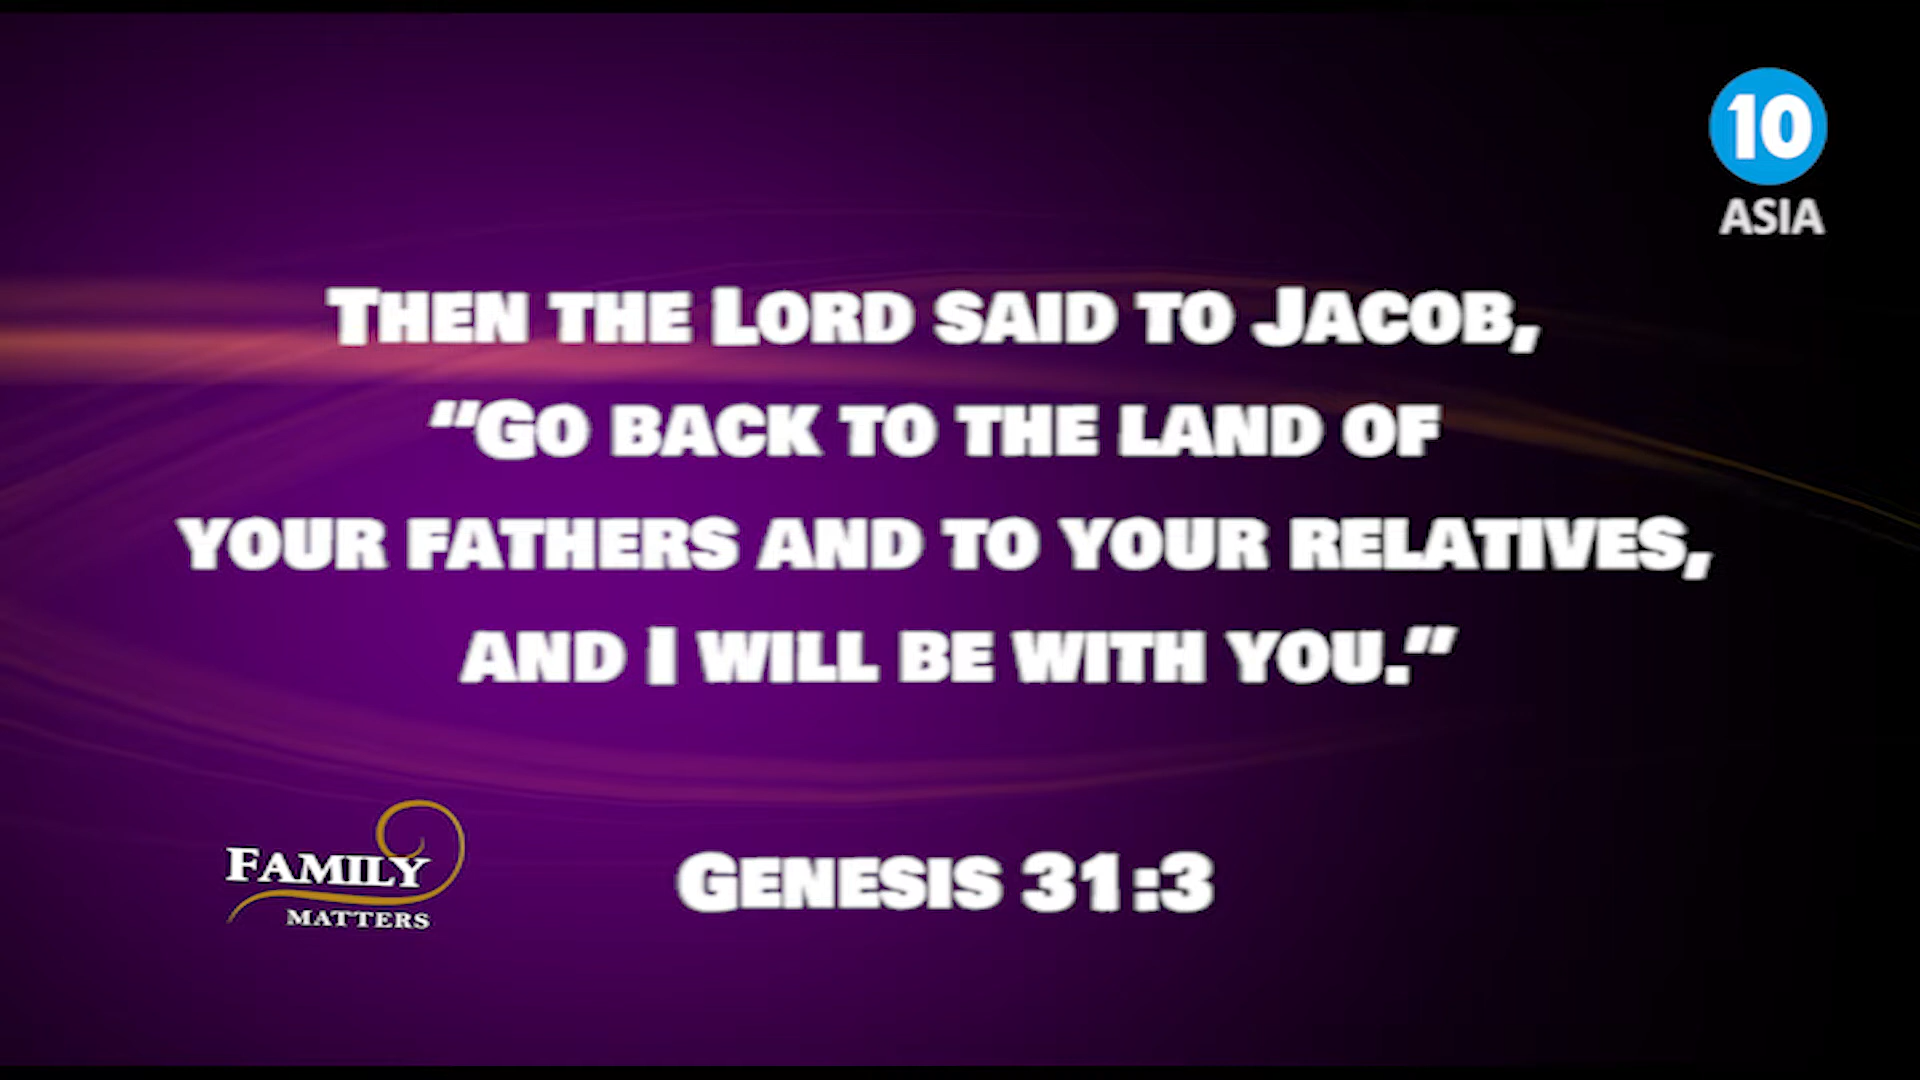 10
ASIA
Then the Lord said to Jacob,
“Go back to the land of
your fathers and to your relatives,
and I will be with you.”
Family
Matters
Genesis 31:3